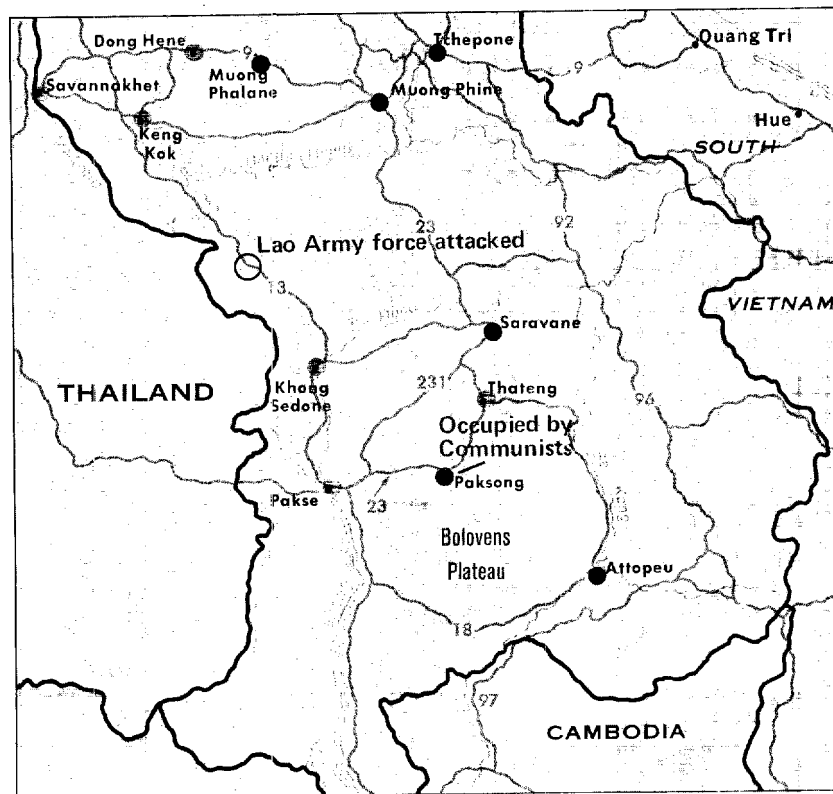 Dong Hene
9
Muong
Phalane
Tchepone
Quang Tri
9
Savannakhet
Muong Phine
Keng
Kok
Hue
SOUTH
23
92
Lao Army force attacked
13
VIETNAM
Saravane
Khong
Sedone
231
Thateng
THAILAND
96
Occupied by
Communists
Pakse
23
Paksong
Bolovens
Plateau
Attopeu
18
97
CAMBODIA